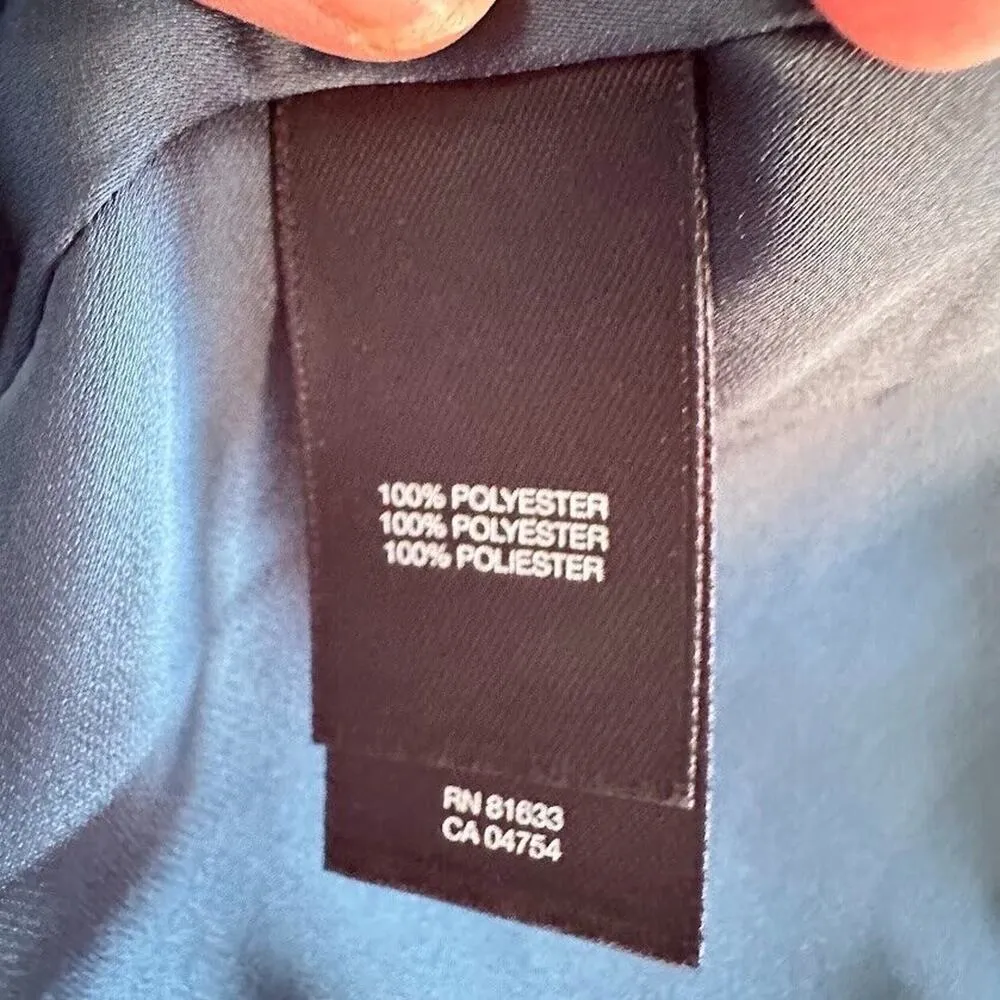 100% POLYESTER
100% POLYESTER
100% POLIESTER
RN 81633
CA 04754